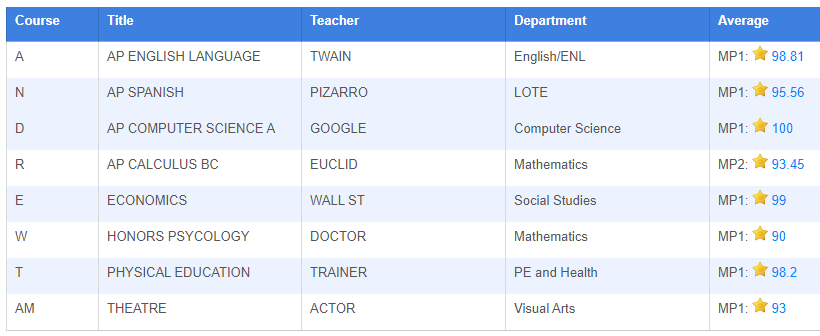 Course Title Teacher Department Average
A AP ENGLISH LANGUAGE TWAIN English/ENL MP1: 98.81
N AP SPANISH PIZARRO LOTE MP1: 95.56
D AP COMPUTER SCIENCE A GOOGLE Computer Science MP1: 100
R AP CALCULUS BC EUCLID Mathematics MP2: 93.45
E ECONOMICS WALL ST Social Studies MP1: 99
W HONORS PSYCOLOGY DOCTOR Mathematics MP1: 90
T PHYSICAL EDUCATION TRAINER PE and Health MP1: 98.2
AM THEATRE ACTOR Visual Arts MP1: 93